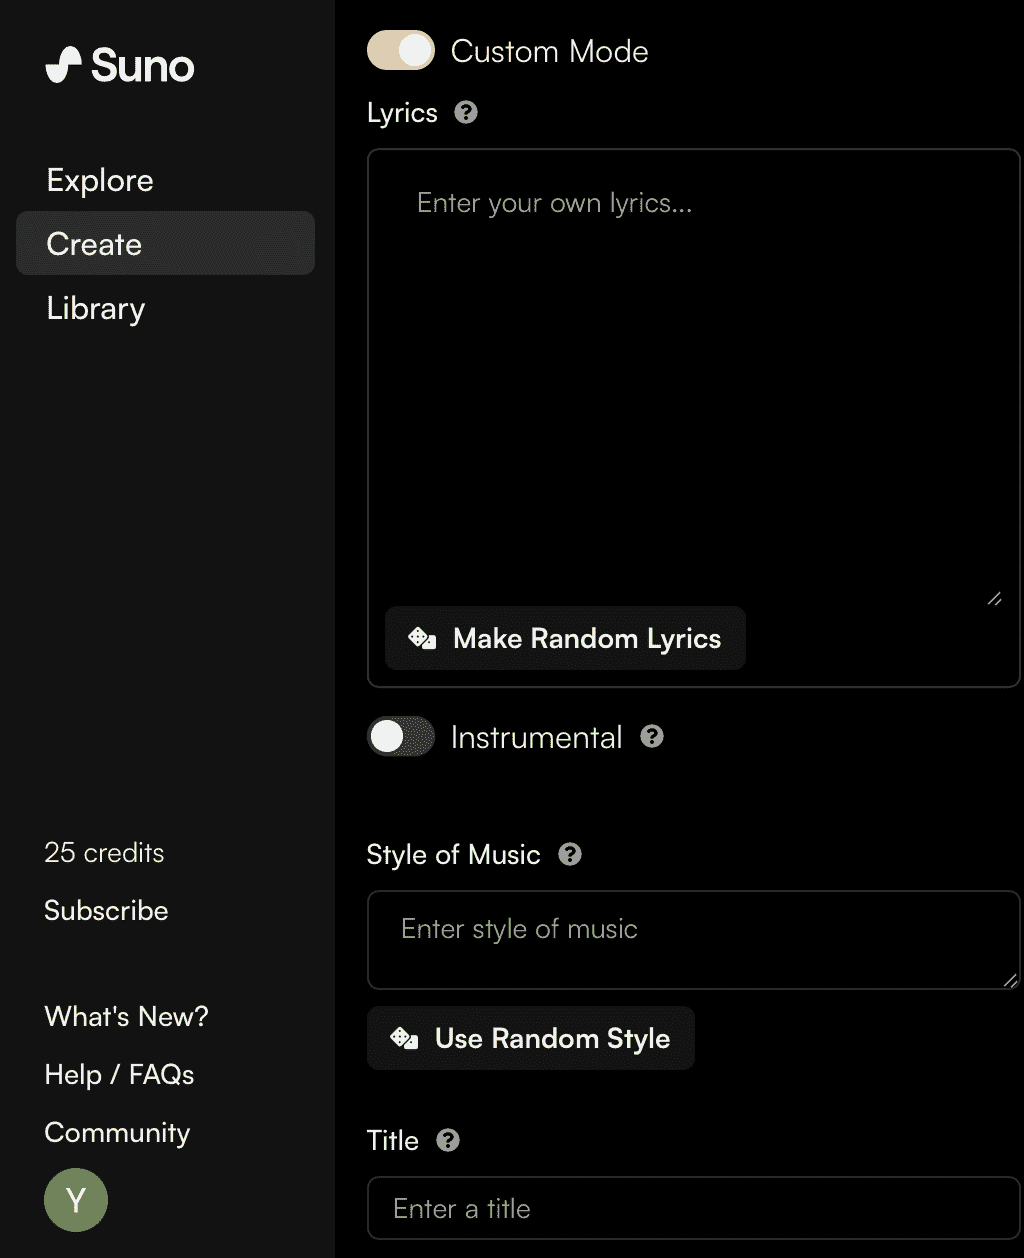 Suno
Explore
Create
Library
25 credits
Subscribe
What's New?
Help / FAQs
Community
Y
Custom Mode
Lyrics ?
Enter your own lyrics...
Make Random Lyrics
Instrumental ?
Style of Music ?
Enter style of music
Use Random Style
Title ?
Enter a title